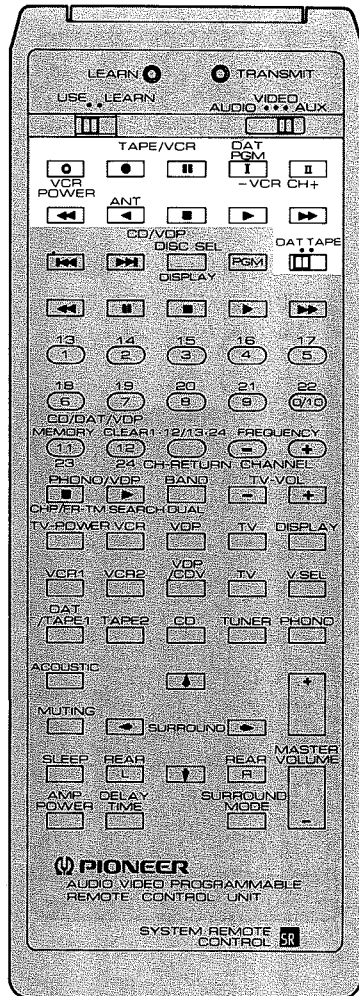 LEARN TRANSMIT
USE LEARN AUDIO VIDEO AUX
TAPE/VCR DAT PGM
I II
VCR POWER -VCR CH+
ANT
CD/VDP
DISC SEL DAT TAPE
PGM
DISPLAY
13 14 15 16 17
1 2 3 4 5
18 19 20 21 22
6 7 8 9 0/10
CD/DAT/VDP
MEMORY CLEAR 1-12/13-24 FREQUENCY
11 12 - +
23 24 CH-RETURN CHANNEL
PHONO/VDP BAND TV-VOL
- +
CHP/FR-TM SEARCH DUAL
TV-POWER VCR VDP TV DISPLAY
VCR1 VCR2 VDP/CDV TV V.SEL
DAT/TAPE1 TAPE2 CD TUNER PHONO
ACOUSTIC
+
MUTING SURROUND
MASTER VOLUME
SLEEP REAR L REAR R
AMP POWER DELAY TIME SURROUND MODE
-
PIONEER
AUDIO VIDEO PROGRAMMABLE
REMOTE CONTROL UNIT
SYSTEM REMOTE
CONTROL SR